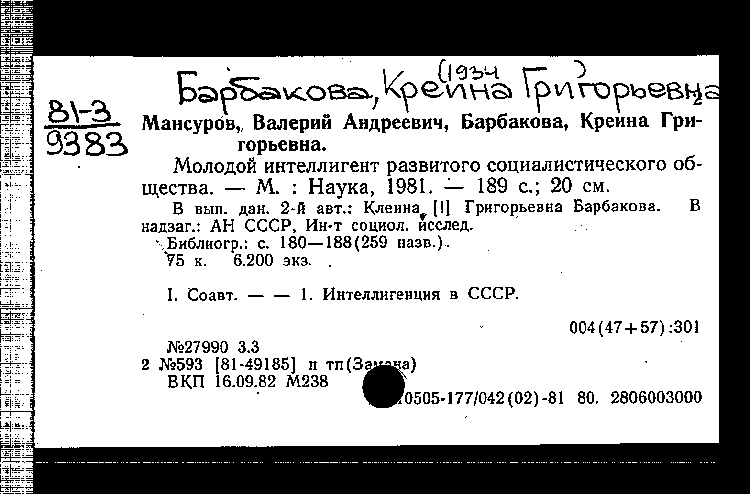 (1934 )
Барбакова, Креина Григорьевна
81-3
9383
Мансуров, Валерий Андреевич, Барбакова, Креина Гри-
горьевна.
Молодой интеллигент развитого социалистического об-
щества. — М. : Наука, 1981. — 189 с.; 20 см.
В вып. дан. 2-й авт.: Клеина [!] Григорьевна Барбакова. В
надзаг.: АН СССР, Ин-т социол. исслед.
Библиогр.: с. 180—188(259 назв.).
75 к. 6.200 экз.
I. Соавт. — — 1. Интеллигенция в СССР.
004(47+57):301
№27990 3.3
2 №593 [81-49185] п тп(Замена)
ВКП 16.09.82 М238
0505-177/042(02)-81 80. 2806003000